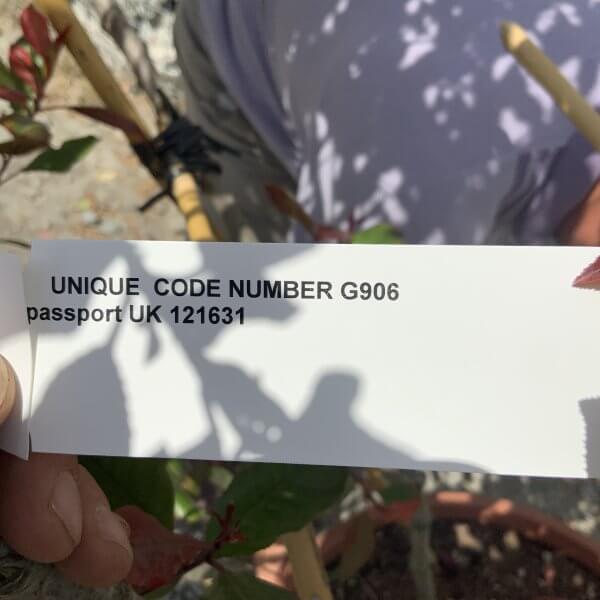 UNIQUE CODE NUMBER G906
passport UK 121631